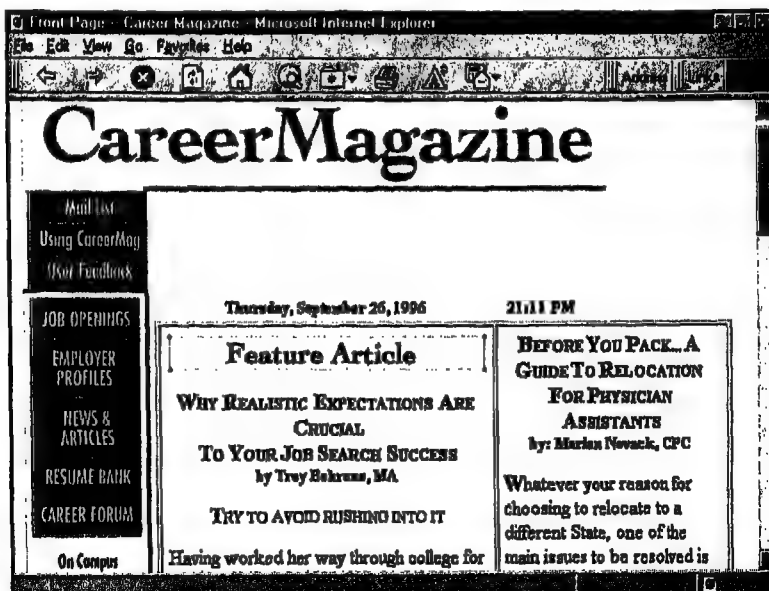 Front Page - Career Magazine - Microsoft Internet Explorer
File Edit View Go Favorites Help
Address Links
CareerMagazine
Mail List
Using CareerMag
User Feedback
JOB OPENINGS
EMPLOYER
PROFILES
NEWS &
ARTICLES
RESUME BANK
CAREER FORUM
On Campus
Thursday, September 26, 1996 21:11 PM
Feature Article
WHY REALISTIC EXPECTATIONS ARE
CRUCIAL
TO YOUR JOB SEARCH SUCCESS
by Troy Behrens, MA
TRY TO AVOID RUSHING INTO IT
Having worked her way through college for
BEFORE YOU PACK...A
GUIDE TO RELOCATION
FOR PHYSICIAN
ASSISTANTS
by: Marlan Novack, CPC
Whatever your reason for
choosing to relocate to a
different State, one of the
main issues to be resolved is